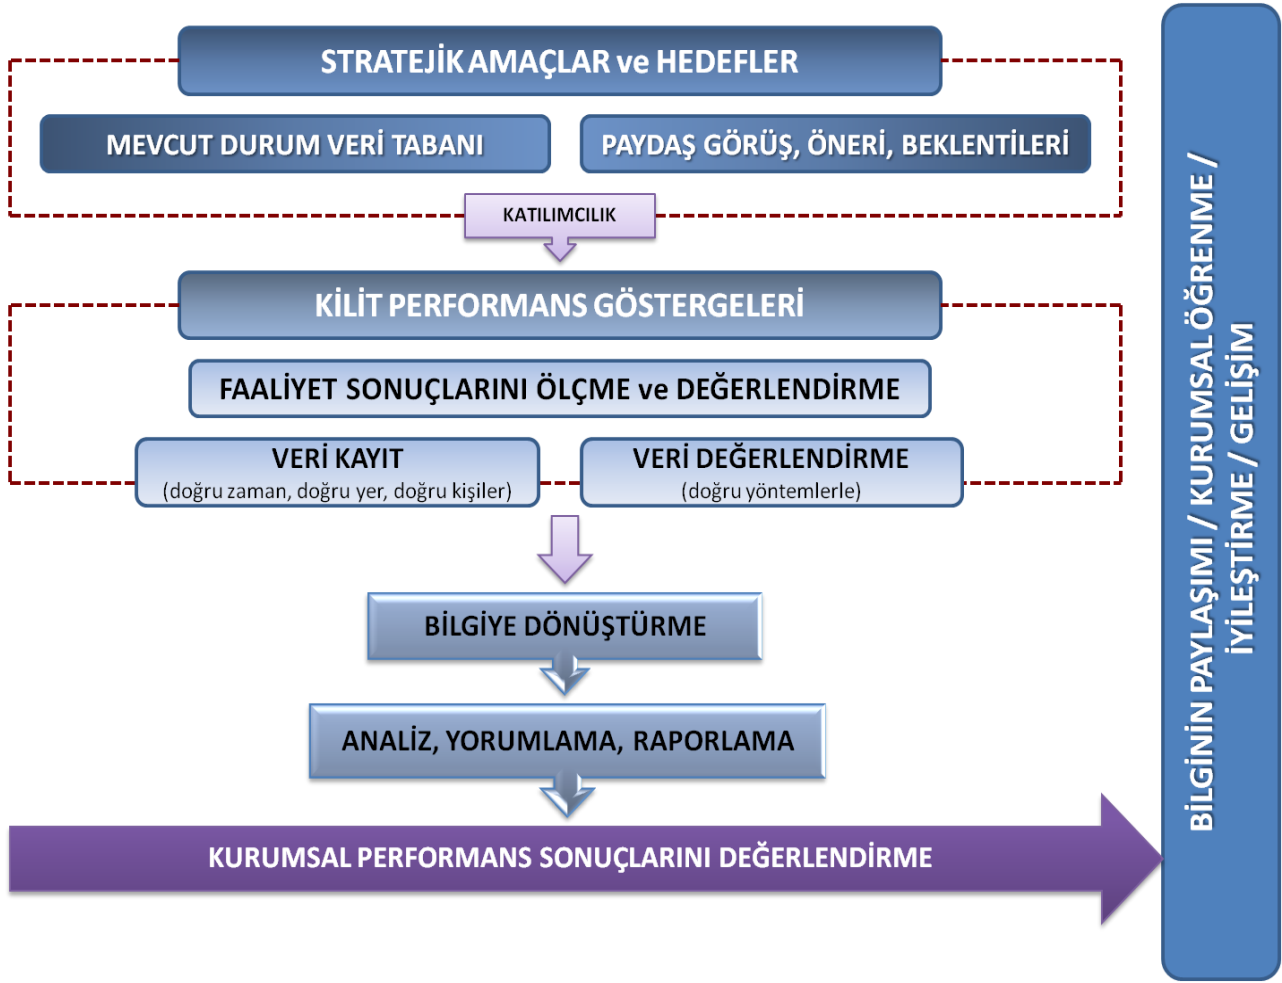 STRATEJİK AMAÇLAR ve HEDEFLER
MEVCUT DURUM VERİ TABANI
PAYDAŞ GÖRÜŞ, ÖNERİ, BEKLENTİLERİ
KATILIMCILIK
KİLİT PERFORMANS GÖSTERGELERİ
FAALİYET SONUÇLARINI ÖLÇME ve DEĞERLENDİRME
VERİ KAYIT
(doğru zaman, doğru yer, doğru kişiler)
VERİ DEĞERLENDİRME
(doğru yöntemlerle)
BİLGİYE DÖNÜŞTÜRME
ANALİZ, YORUMLAMA, RAPORLAMA
KURUMSAL PERFORMANS SONUÇLARINI DEĞERLENDİRME
BİLGİNİN PAYLAŞIMI / KURUMSAL ÖĞRENME /
İYİLEŞTİRME / GELİŞİM